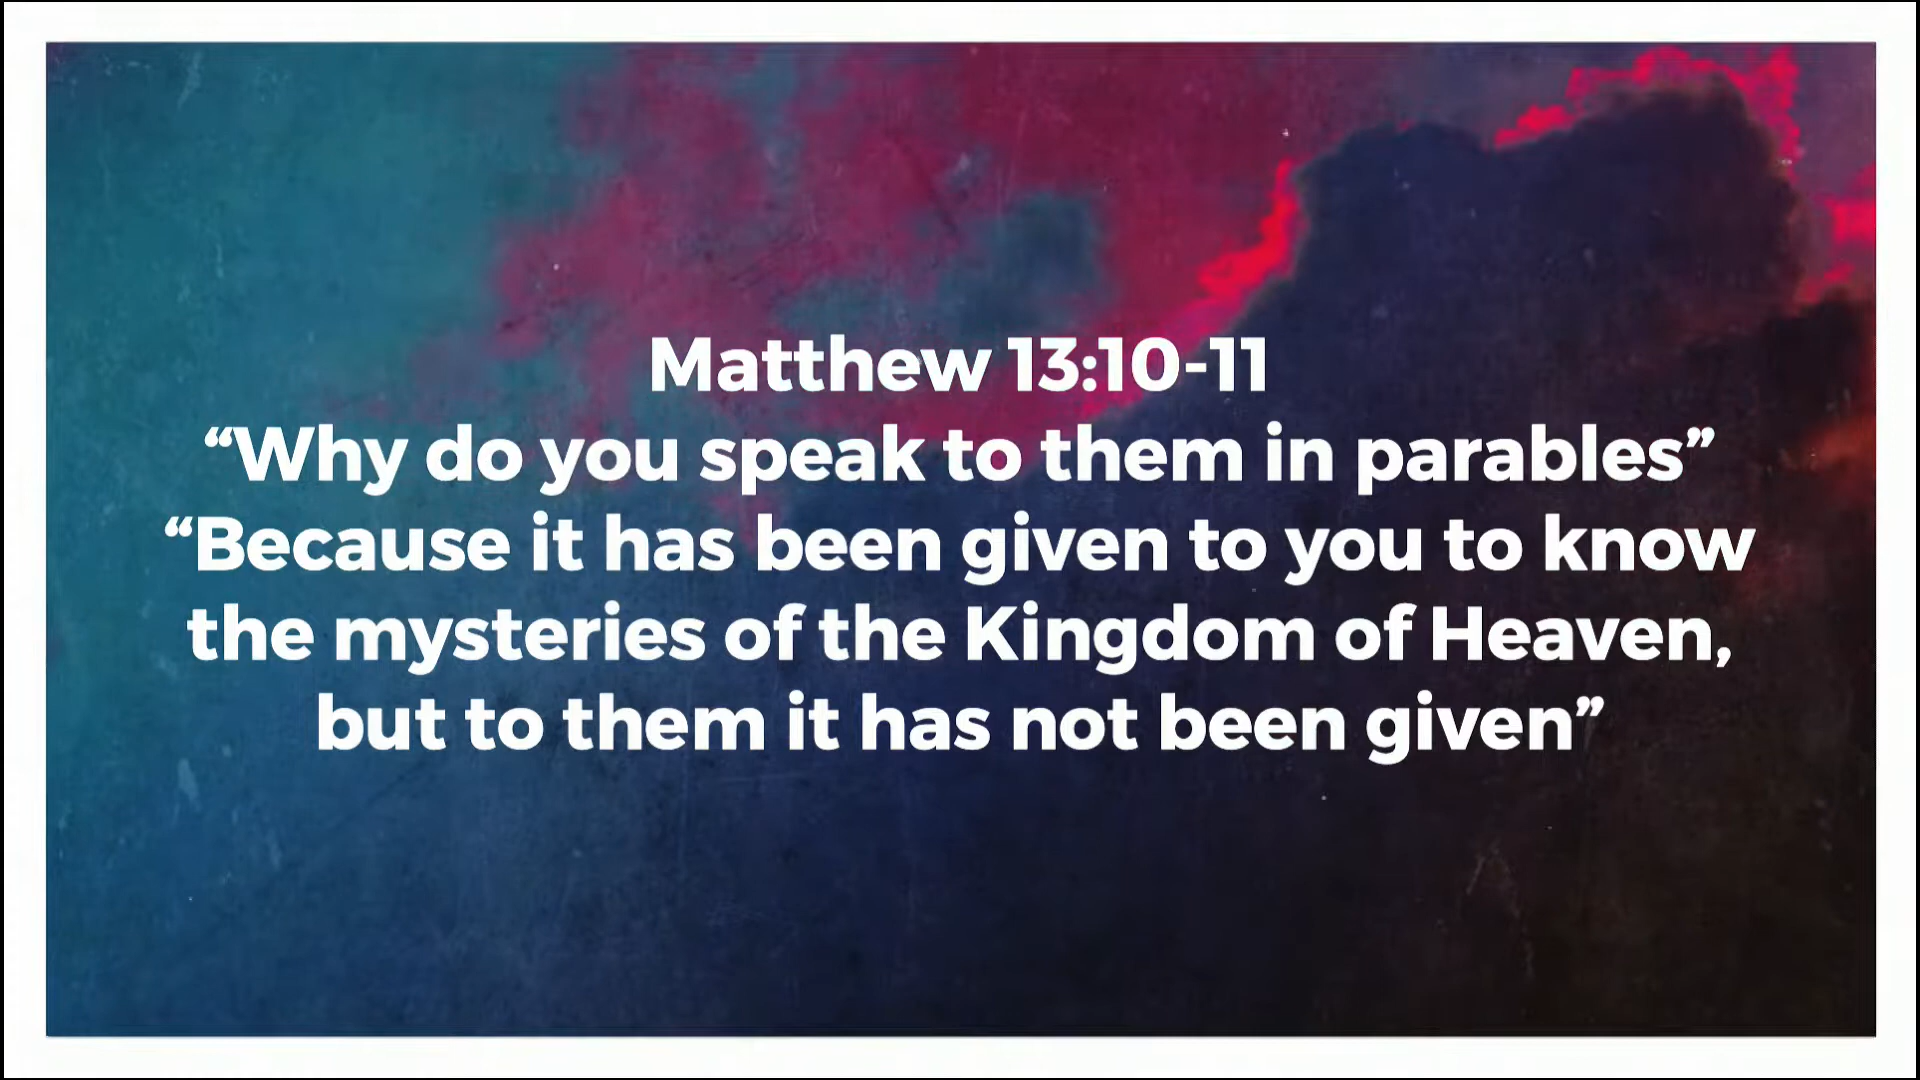 Matthew 13:10-11
“Why do you speak to them in parables”
“Because it has been given to you to know
the mysteries of the Kingdom of Heaven,
but to them it has not been given”